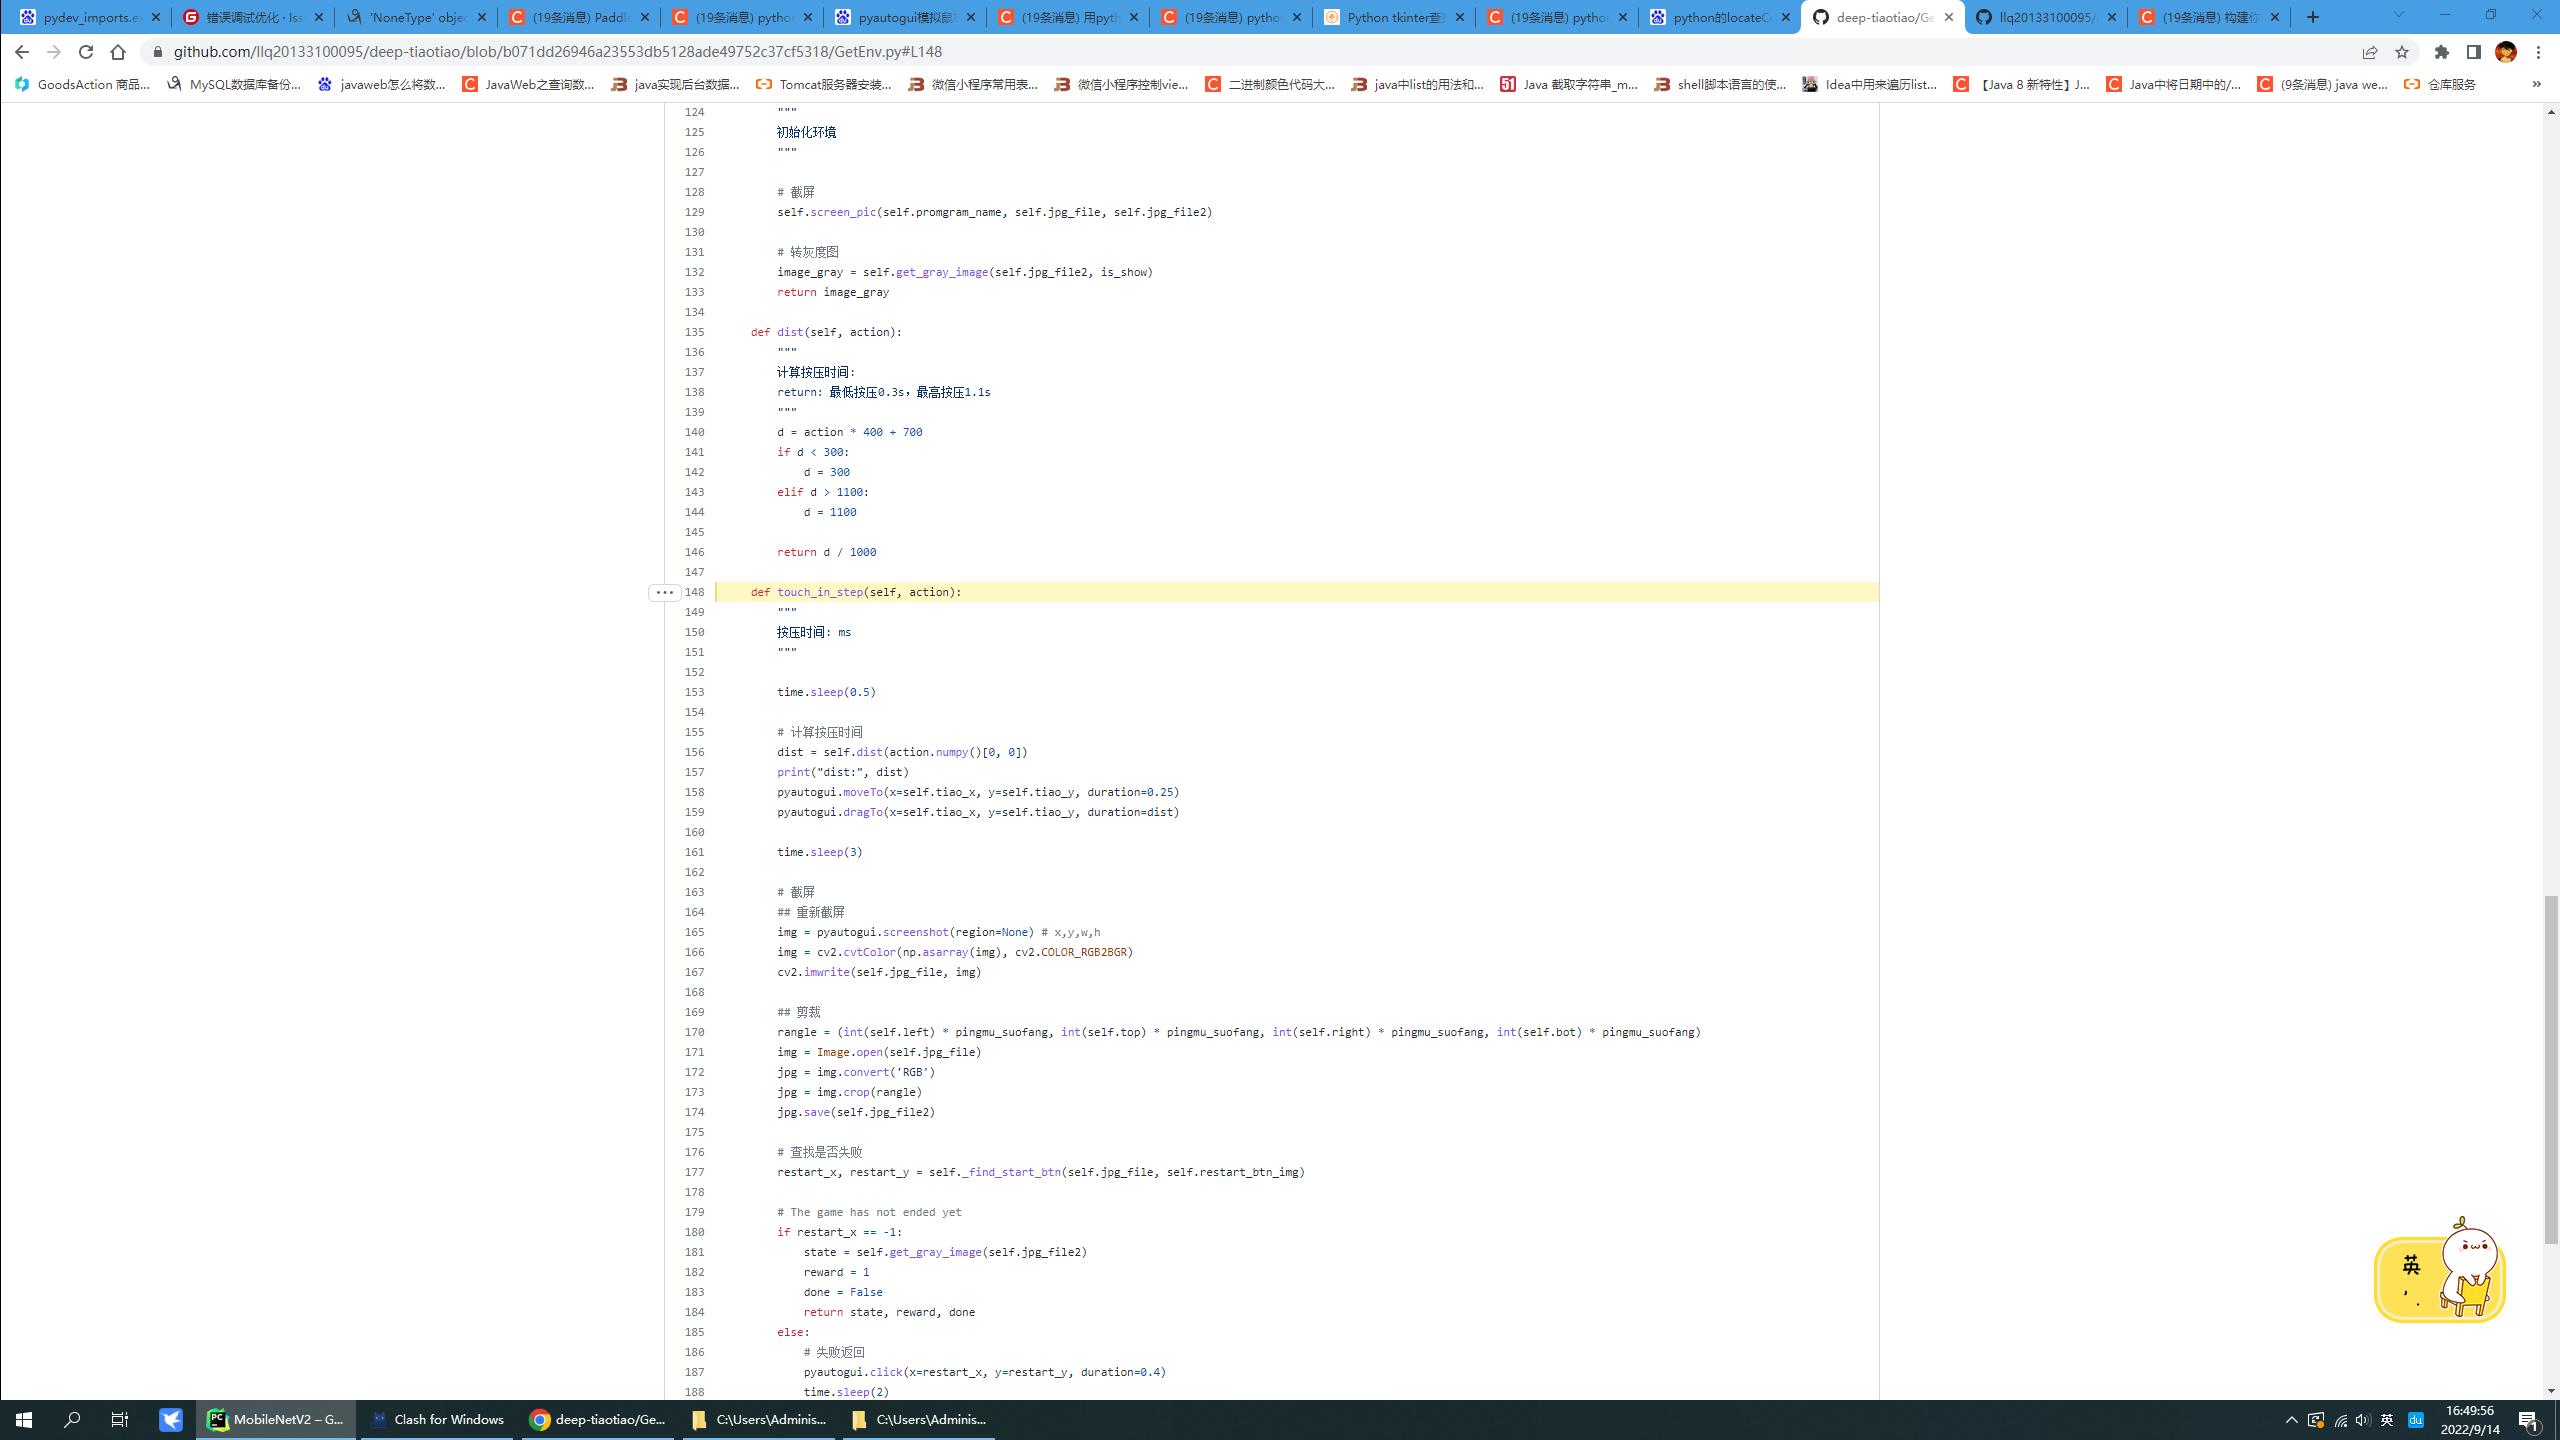 pydev_imports.e
错误调试优化 · Iss
'NoneType' objec
(19条消息) Paddle
(19条消息) python
pyautogui模拟鼠
(19条消息) 用pyth
(19条消息) python
Python tkinter查
(19条消息) python
python的locateC
deep-tiaotiao/Ge
llq20133100095/
(19条消息) 构建你
github.com/llq20133100095/deep-tiaotiao/blob/b071dd26946a23553db5128ade49752c37cf5318/GetEnv.py#L148
GoodsAction 商品...
MySQL数据库备份...
javaweb怎么将数...
JavaWeb之查询数...
java实现后台数据...
Tomcat服务器安装...
微信小程序常用表...
微信小程序控制vie...
二进制颜色代码大...
java中list的用法和...
51 Java 截取字符串_m...
shell脚本语言的使...
Idea中用来遍历list...
【Java 8 新特性】J...
Java中将日期中的/...
(9条消息) java we...
仓库服务
»
124 """
125 初始化环境
126 """
127
128 # 截屏
129 self.screen_pic(self.promgram_name, self.jpg_file, self.jpg_file2)
130
131 # 转灰度图
132 image_gray = self.get_gray_image(self.jpg_file2, is_show)
133 return image_gray
134
135 def dist(self, action):
136 """
137 计算按压时间:
138 return: 最低按压0.3s，最高按压1.1s
139 """
140 d = action * 400 + 700
141 if d < 300:
142 d = 300
143 elif d > 1100:
144 d = 1100
145
146 return d / 1000
147
··· 148 def touch_in_step(self, action):
149 """
150 按压时间: ms
151 """
152
153 time.sleep(0.5)
154
155 # 计算按压时间
156 dist = self.dist(action.numpy()[0, 0])
157 print("dist:", dist)
158 pyautogui.moveTo(x=self.tiao_x, y=self.tiao_y, duration=0.25)
159 pyautogui.dragTo(x=self.tiao_x, y=self.tiao_y, duration=dist)
160
161 time.sleep(3)
162
163 # 截屏
164 ## 重新截屏
165 img = pyautogui.screenshot(region=None) # x,y,w,h
166 img = cv2.cvtColor(np.asarray(img), cv2.COLOR_RGB2BGR)
167 cv2.imwrite(self.jpg_file, img)
168
169 ## 剪裁
170 rangle = (int(self.left) * pingmu_suofang, int(self.top) * pingmu_suofang, int(self.right) * pingmu_suofang, int(self.bot) * pingmu_suofang)
171 img = Image.open(self.jpg_file)
172 jpg = img.convert('RGB')
173 jpg = img.crop(rangle)
174 jpg.save(self.jpg_file2)
175
176 # 查找是否失败
177 restart_x, restart_y = self._find_start_btn(self.jpg_file, self.restart_btn_img)
178
179 # The game has not ended yet
180 if restart_x == -1:
181 state = self.get_gray_image(self.jpg_file2)
182 reward = 1
183 done = False
184 return state, reward, done
185 else:
186 # 失败返回
187 pyautogui.click(x=restart_x, y=restart_y, duration=0.4)
188 time.sleep(2)
英
MobileNetV2 – G...
Clash for Windows
deep-tiaotiao/Ge...
C:\Users\Adminis...
C:\Users\Adminis...
英
du
16:49:56
2022/9/14
1